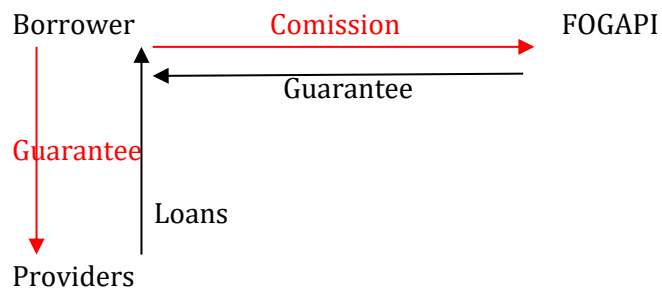 Borrower Comission FOGAPI
Guarantee
Guarantee
Loans
Providers